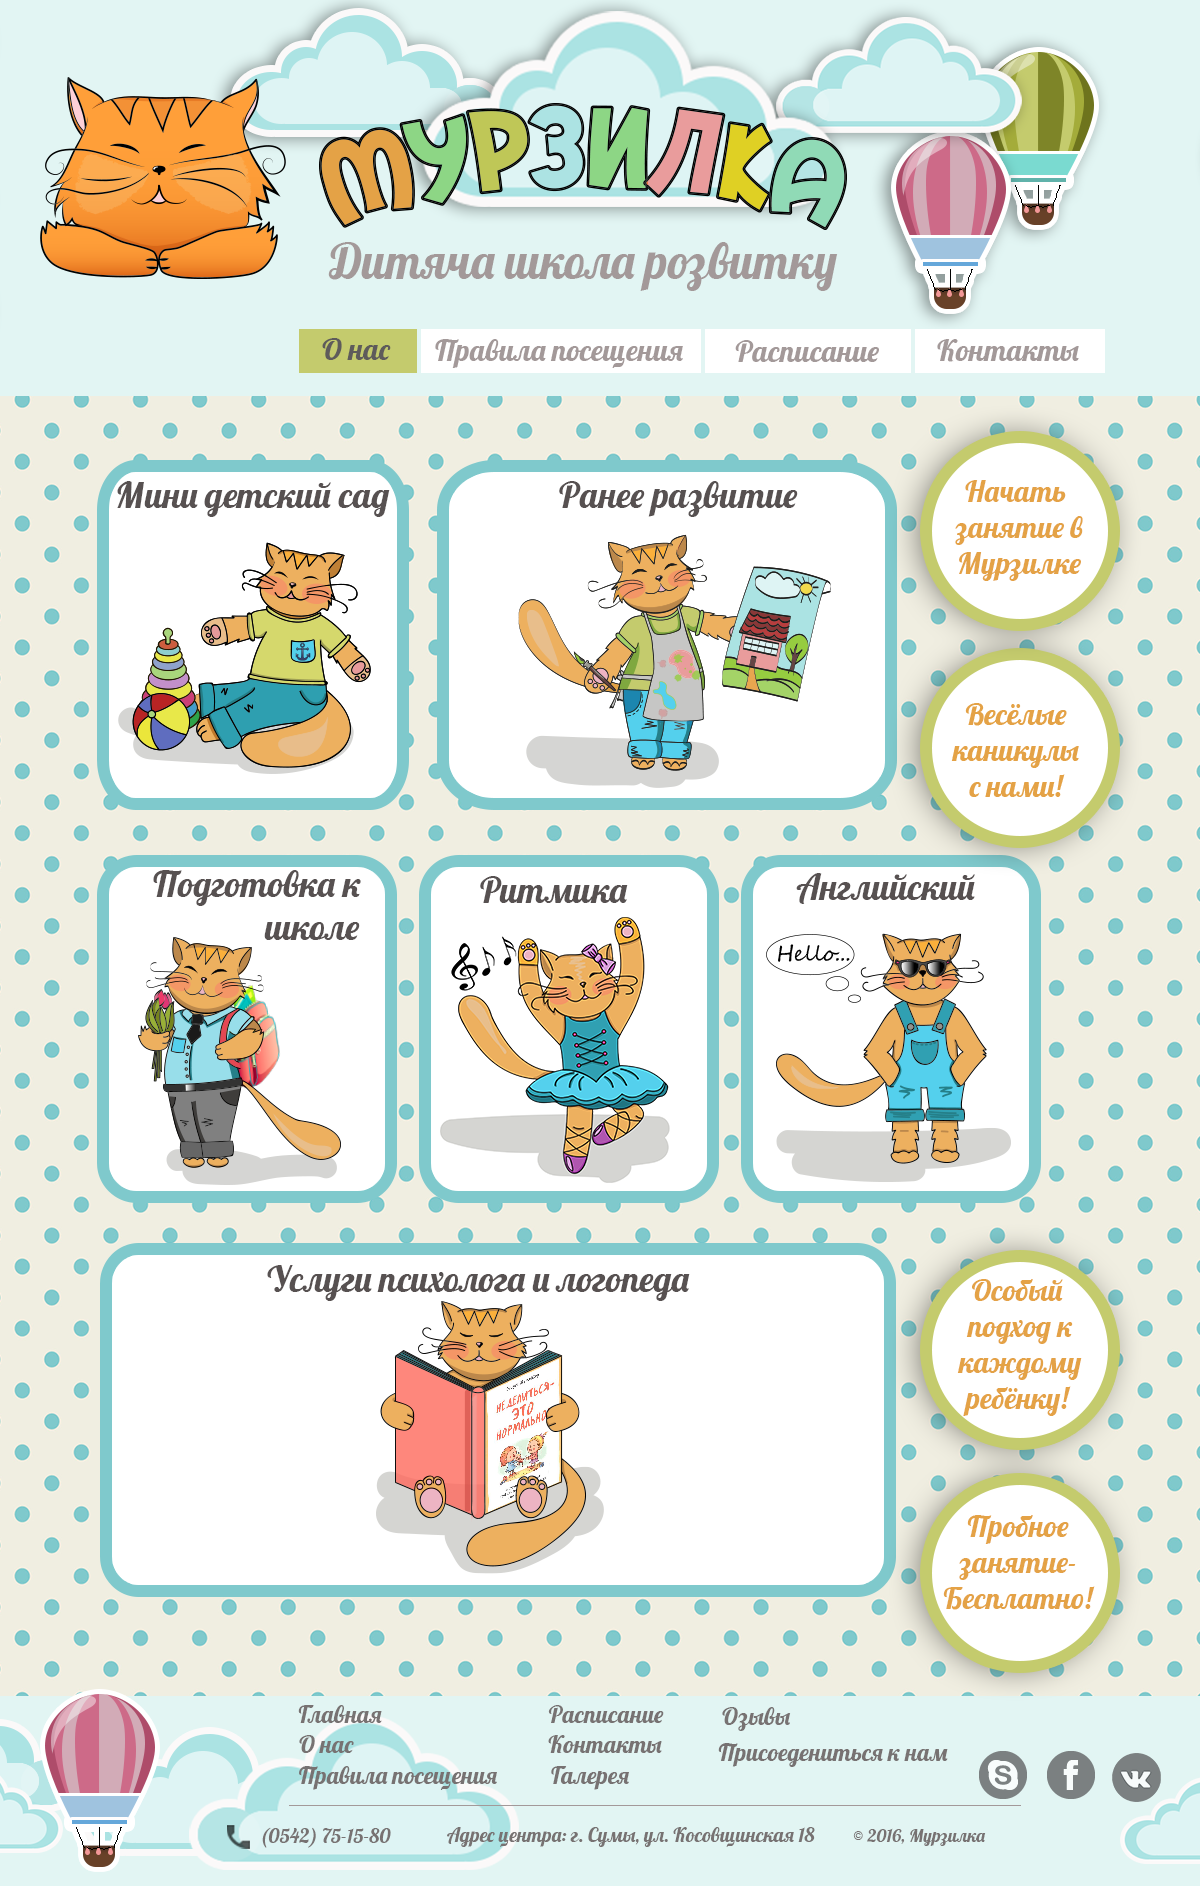 МУРЗИЛКА
Дитяча школа розвитку
О нас
Правила посещения
Расписание
Контакты
Мини детский сад
Ранее развитие
Начать
занятие в
Мурзилке
Весёлые
каникулы
с нами!
Подготовка к
школе
Ритмика
Английский
Hello...
Услуги психолога и логопеда
НЕ ДЕЛИТЬСЯ-
ЭТО
НОРМАЛЬНО
Особый
подход к
каждому
ребёнку!
Пробное
занятие-
Бесплатно!
Главная
О нас
Правила посещения
Расписание
Контакты
Галерея
Озывы
Присоедениться к нам
(0542) 75-15-80
Адрес центра: г. Сумы, ул. Косовщинская 18
© 2016, Мурзилка